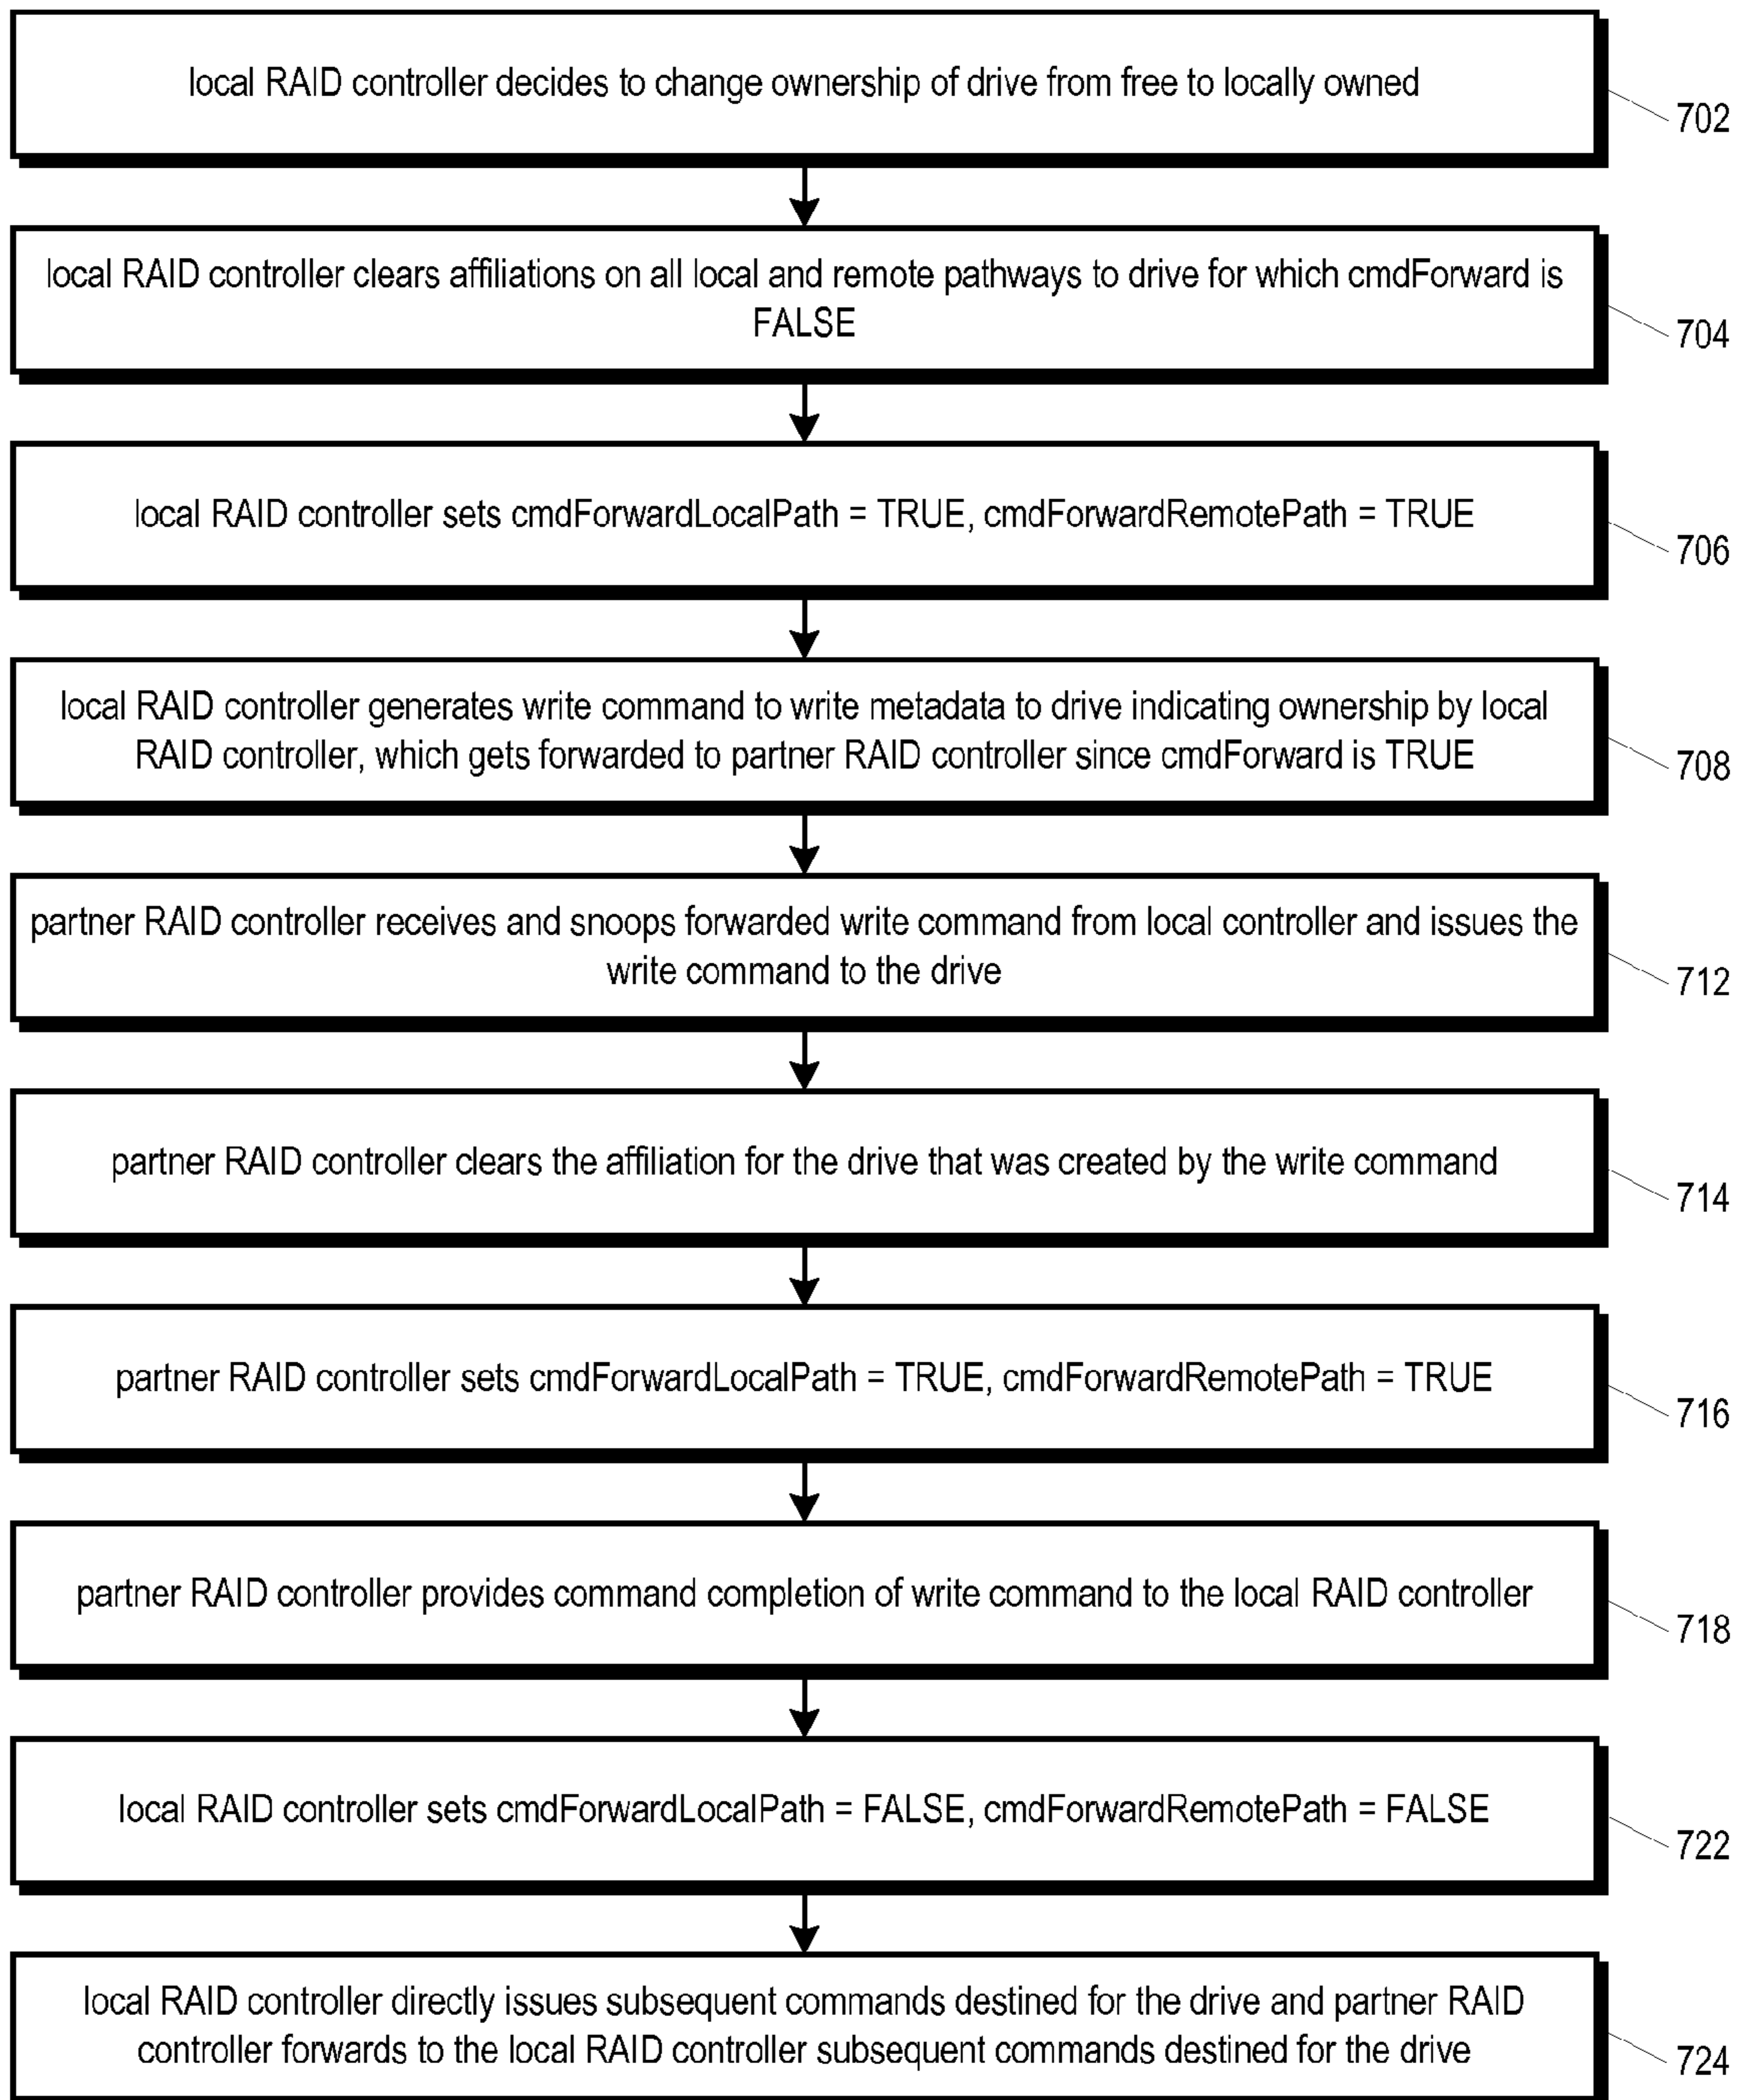 local RAID controller decides to change ownership of drive from free to locally owned
702
local RAID controller clears affiliations on all local and remote pathways to drive for which cmdForward is
FALSE
704
local RAID controller sets cmdForwardLocalPath = TRUE, cmdForwardRemotePath = TRUE
706
local RAID controller generates write command to write metadata to drive indicating ownership by local
RAID controller, which gets forwarded to partner RAID controller since cmdForward is TRUE
708
partner RAID controller receives and snoops forwarded write command from local controller and issues the
write command to the drive
712
partner RAID controller clears the affiliation for the drive that was created by the write command
714
partner RAID controller sets cmdForwardLocalPath = TRUE, cmdForwardRemotePath = TRUE
716
partner RAID controller provides command completion of write command to the local RAID controller
718
local RAID controller sets cmdForwardLocalPath = FALSE, cmdForwardRemotePath = FALSE
722
local RAID controller directly issues subsequent commands destined for the drive and partner RAID
controller forwards to the local RAID controller subsequent commands destined for the drive
724